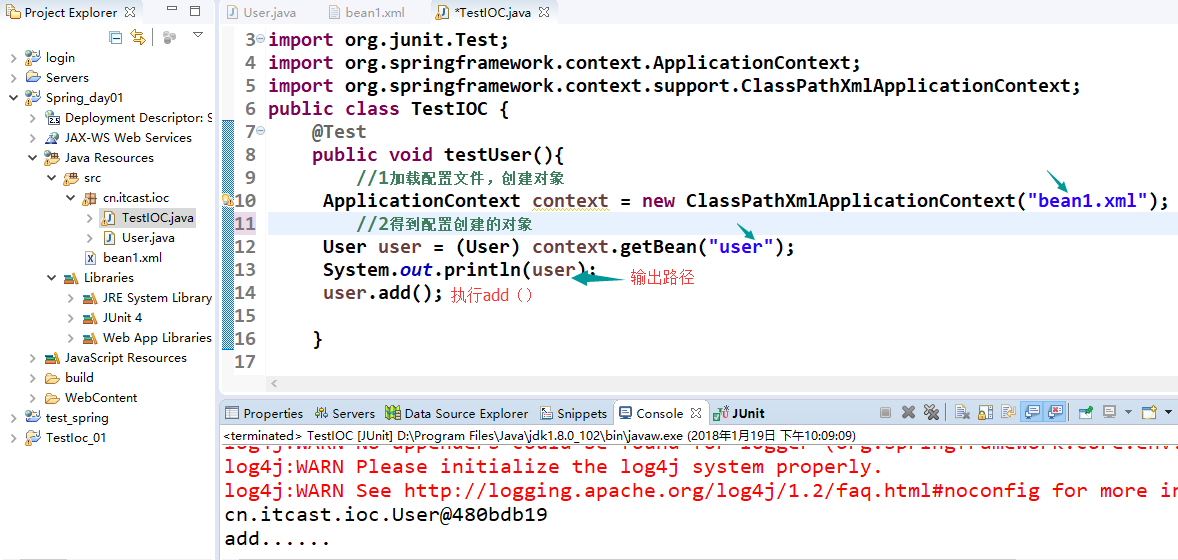 Project Explorer
User.java
bean1.xml
*TestIOC.java
login
Servers
Spring_day01
Deployment Descriptor: S
JAX-WS Web Services
Java Resources
src
cn.itcast.ioc
TestIOC.java
User.java
bean1.xml
Libraries
JRE System Library
JUnit 4
Web App Libraries
JavaScript Resources
build
WebContent
test_spring
TestIoc_01
3 import org.junit.Test;
4 import org.springframework.context.ApplicationContext;
5 import org.springframework.context.support.ClassPathXmlApplicationContext;
6 public class TestIOC {
7 @Test
8 public void testUser(){
9 //1加载配置文件，创建对象
10 ApplicationContext context = new ClassPathXmlApplicationContext("bean1.xml");
11 //2得到配置创建的对象
12 User user = (User) context.getBean("user");
13 System.out.println(user); 输出路径
14 user.add(); 执行add（）
15
16 }
17
Properties Servers Data Source Explorer Snippets Console JUnit
<terminated> TestIOC [JUnit] D:\Program Files\Java\jdk1.8.0_102\bin\javaw.exe (2018年1月19日 下午10:09:09)
log4j:WARN No appenders could be found for logger (org.springframework.core.env.
log4j:WARN Please initialize the log4j system properly.
log4j:WARN See http://logging.apache.org/log4j/1.2/faq.html#noconfig for more in
cn.itcast.ioc.User@480bdb19
add......